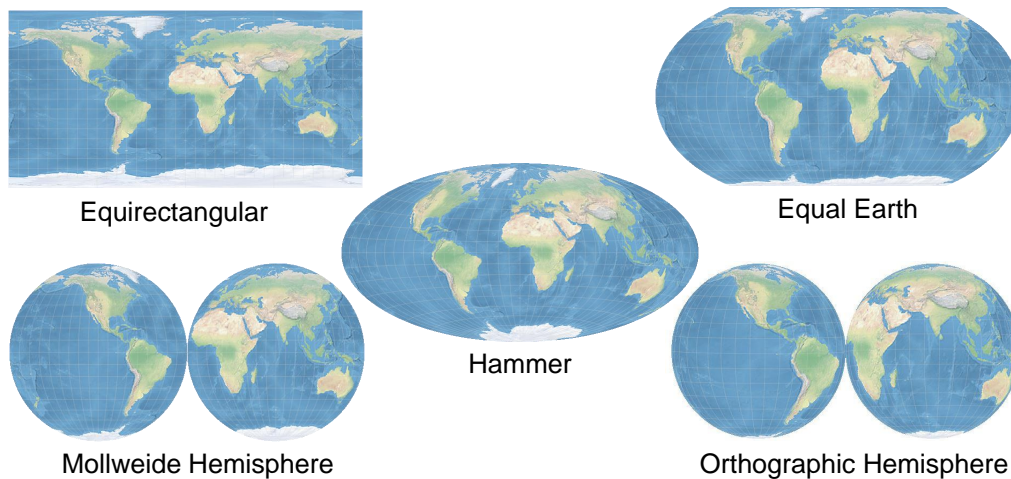 Equirectangular
Equal Earth
Hammer
Mollweide Hemisphere
Orthographic Hemisphere